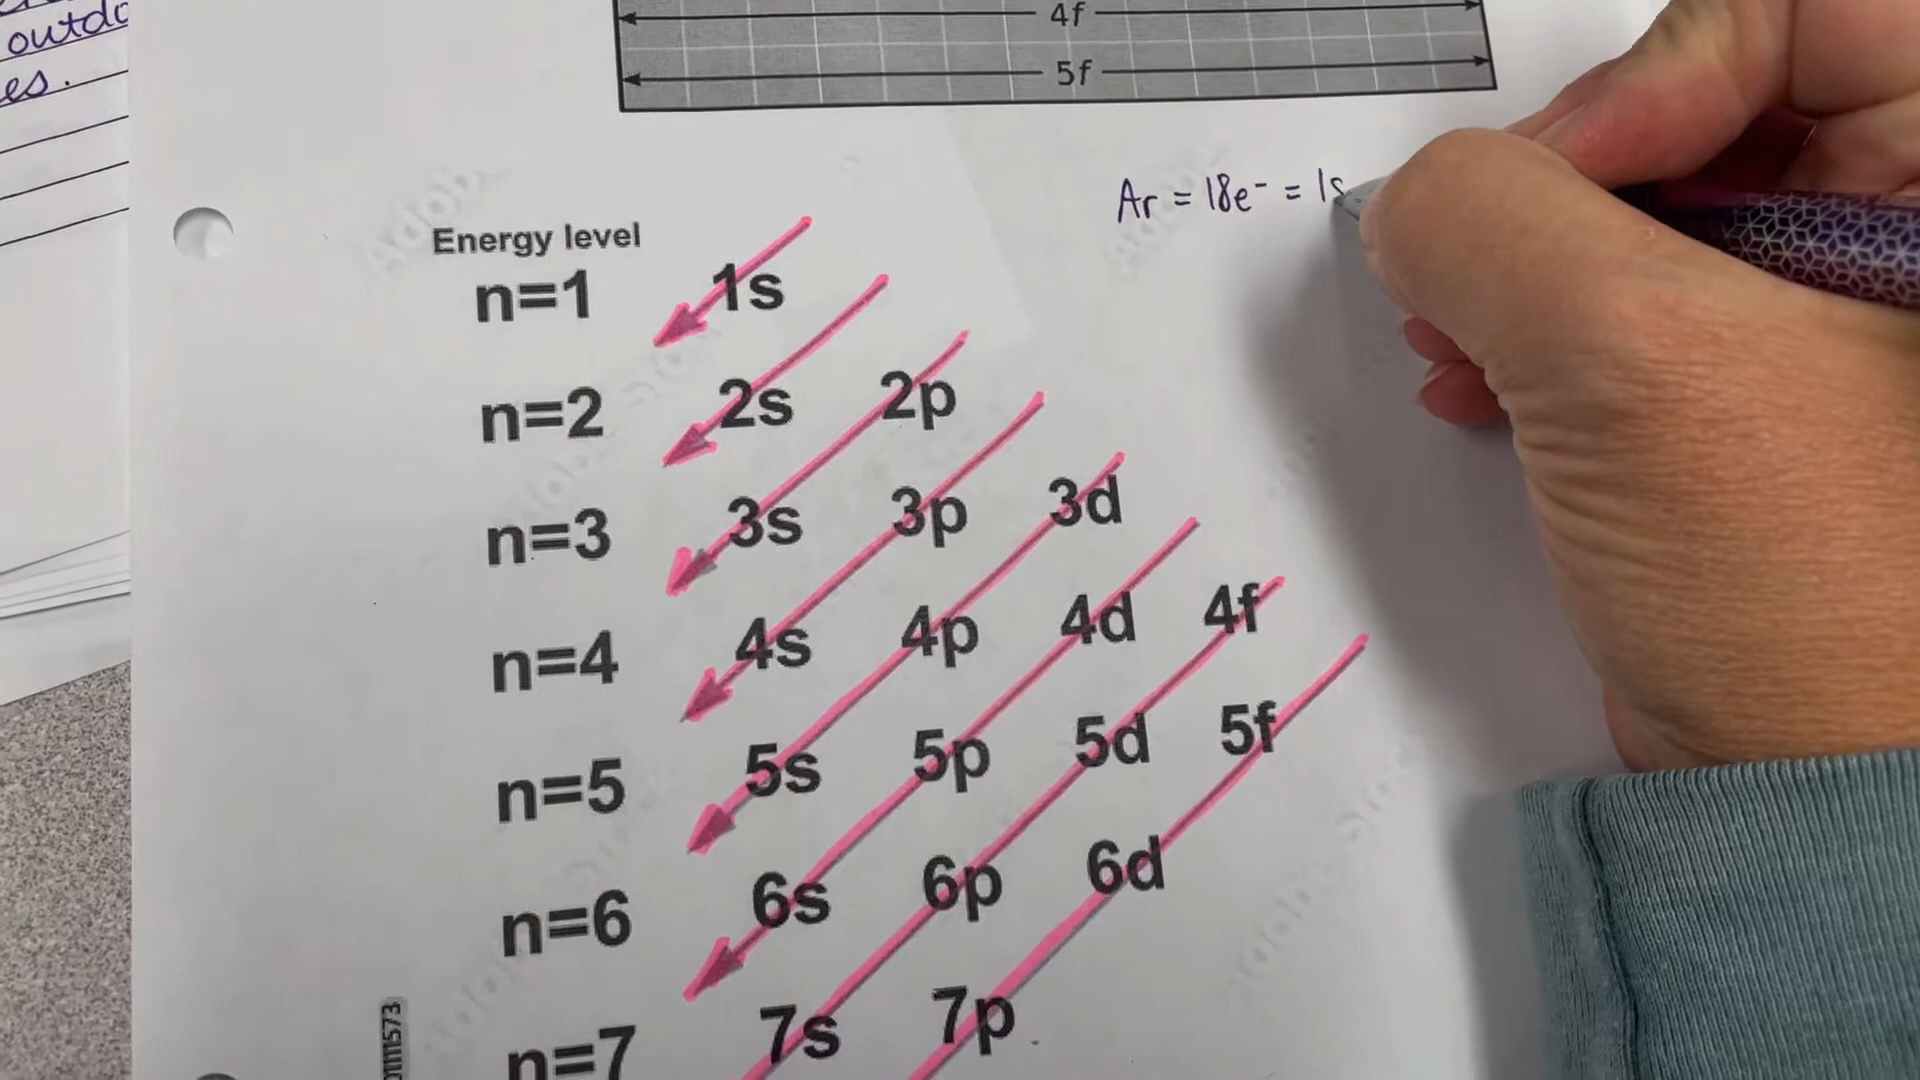 outdo
es.
4f
5f
Ar = 18e⁻ = 1s
Energy level
n=1 1s
n=2 2s 2p
n=3 3s 3p 3d
n=4 4s 4p 4d 4f
n=5 5s 5p 5d 5f
n=6 6s 6p 6d
n=7 7s 7p